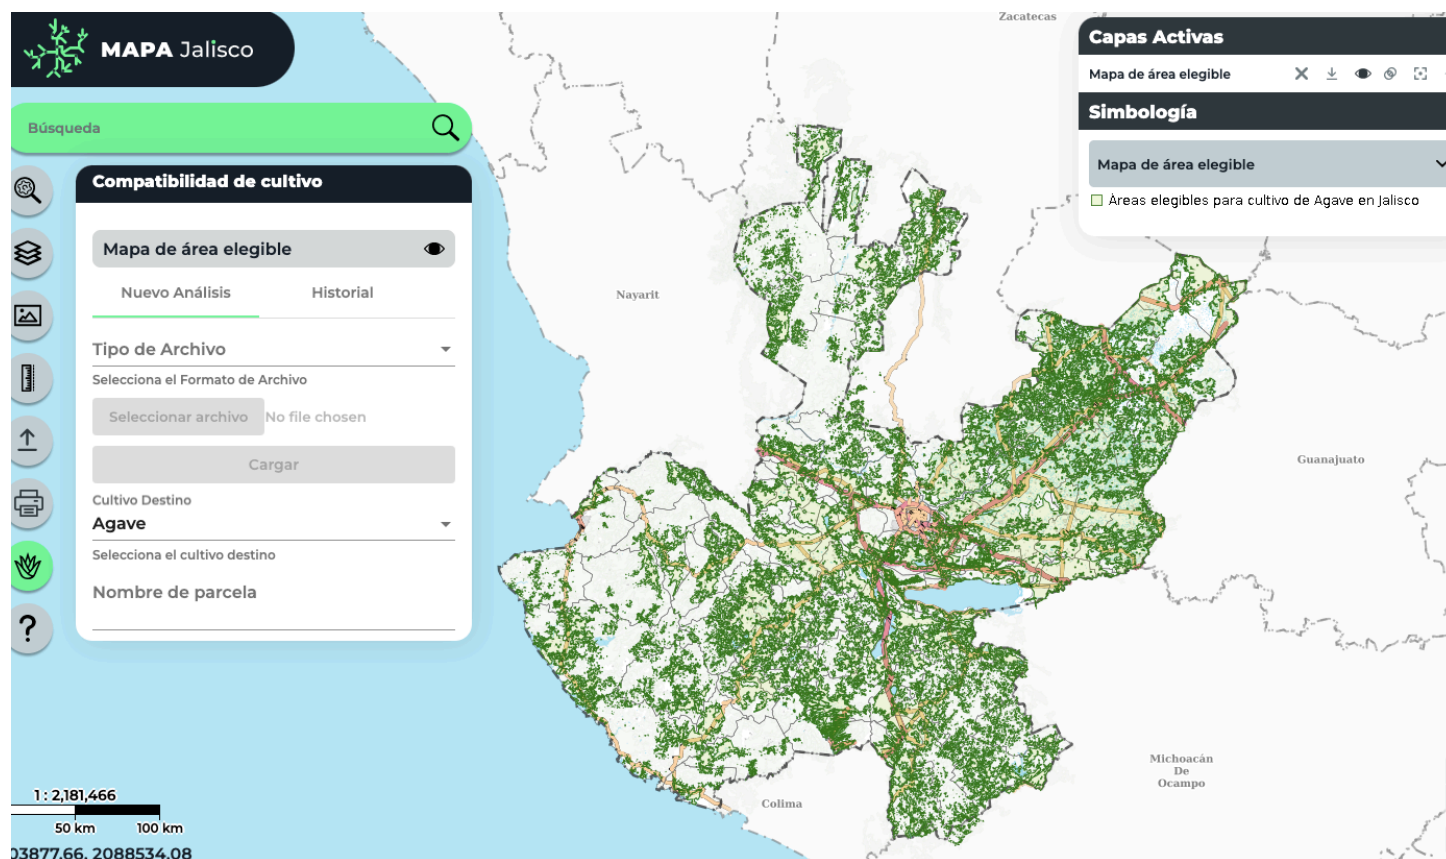 MAPA Jalisco
Búsqueda
Compatibilidad de cultivo
Mapa de área elegible
Nuevo Análisis
Historial
Tipo de Archivo
Selecciona el Formato de Archivo
Seleccionar archivo
No file chosen
Cargar
Cultivo Destino
Agave
Selecciona el cultivo destino
Nombre de parcela
?
1 : 2,181,466
50 km
100 km
03877.66, 2088534.08
Zacatecas
Nayarit
Guanajuato
Michoacán
De
Ocampo
Colima
Capas Activas
Mapa de área elegible
Simbología
Mapa de área elegible
Áreas elegibles para cultivo de Agave en Jalisco